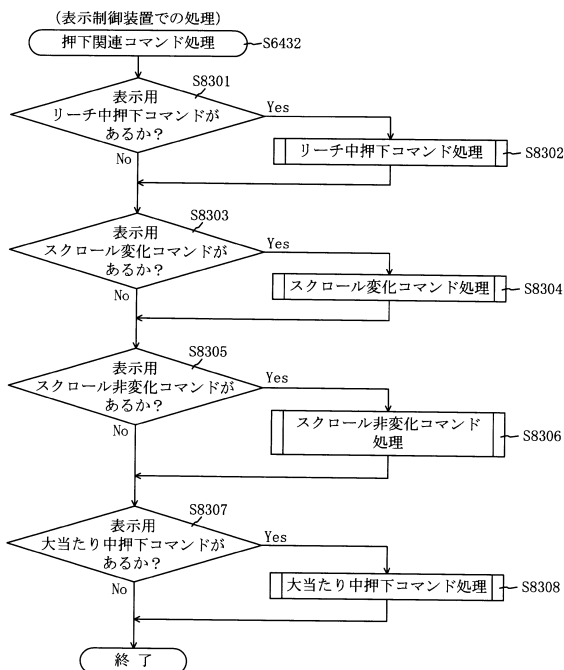 (表示制御装置での処理)
押下関連コマンド処理
S6432
S8301
表示用
リーチ中押下コマンドが
あるか?
Yes
No
リーチ中押下コマンド処理
S8302
S8303
表示用
スクロール変化コマンドが
あるか?
Yes
No
スクロール変化コマンド処理
S8304
S8305
表示用
スクロール非変化コマンドが
あるか?
Yes
No
スクロール非変化コマンド
処理
S8306
S8307
表示用
大当たり中押下コマンドが
あるか?
Yes
No
大当たり中押下コマンド処理
S8308
終 了